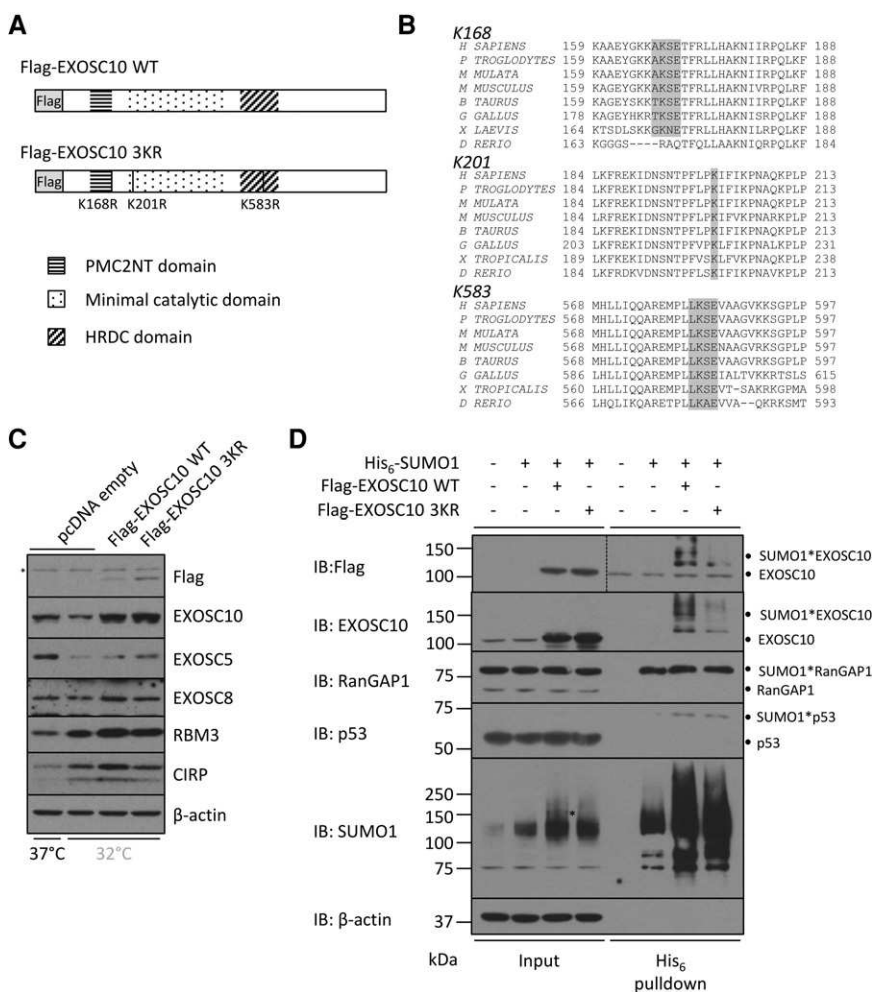 A
Flag-EXOSC10 WT
Flag
Flag-EXOSC10 3KR
Flag
K168R K201R K583R
PMC2NT domain
Minimal catalytic domain
HRDC domain
B
K168
H SAPIENS 159 KAAEYGKKAKSETFRLLHAKNIIRPQLKF 188
P TROGLODYTES 159 KAAEYGKKAKSETFRLLHAKNIIRPQLKF 188
M MULATA 159 KAAEYGKKAKSETFRLLHAKNIIRPQLKF 188
M MUSCULUS 159 KAGEYGKKAKSETFRLLHAKNIIRPQLKF 188
B TAURUS 159 KAGEYSKKTKSETFRLLHAKNIIRPQLKF 188
G GALLUS 178 KAGEYHKRTKSETFRLLHAKNIIRPQLKF 188
X LAEVIS 164 KTSDLSKKGKNETFRLLHAKNIIRPQLKF 188
D RERIO 163 KGGGS----RAQTFQLLAAKNIIRPQLKF 184
K201
H SAPIENS 184 LKFREKIDNSNTPFLPKIFIKPNAQKPLP 213
P TROGLODYTES 184 LKFREKIDNSNTPFLPKIFIKPNAQKPLP 213
M MULATA 184 LKFREKIDNSNTPFLPKIFIKPNAQKPLP 213
M MUSCULUS 184 LKFREKIDNSNTPFLPKIFVKPNAQKPLP 213
B TAURUS 184 LKFREKIDNSNTPFLPKIFIKPNAQKPLP 213
G GALLUS 203 LKFREKIDNSNTPFVPKIFIKPNALKPLP 231
X TROPICALIS 189 LKFREKIDNSNTPFVSKIFIKPNAQKPLP 238
D RERIO 184 LKFRDKVDNSNTPFLSKIFIKPNAVKPLP 213
K583
H SAPIENS 568 MHLLIQQAREMPLLKSEVAAGVKKSGPLP 597
P TROGLODYTES 568 MHLLIQQAREMPLLKSEVAAGVKKSGPLP 597
M MULATA 568 MHLLIQQAREMPLLKSEVAAGVKKSGPLP 597
M MUSCULUS 568 MHLLIQQAREMPLLKSENAAGVRKSGPLP 597
B TAURUS 568 MHLLIQQAREMPLLKSEVAAGVKKSGPLP 597
G GALLUS 586 MHLLIQQAREMPLLKSEIALTVKKRTSLS 615
X TROPICALIS 560 LHLLIQQAREMPLLKSEVT-SAKRKGPMA 598
D RERIO 566 LHQLIKQARETPLLKAEVVA--QKRKSMT 593
C
pcDNA empty
Flag-EXOSC10 WT
Flag-EXOSC10 3KR
*
Flag
EXOSC10
EXOSC5
EXOSC8
RBM3
CIRP
β-actin
37°C 32°C
D
His6-SUMO1 - + + + - + + +
Flag-EXOSC10 WT - - + - - +
Flag-EXOSC10 3KR - - + - - +
IB:Flag
150
100
SUMO1*EXOSC10
EXOSC10
IB: EXOSC10
150
100
SUMO1*EXOSC10
EXOSC10
IB: RanGAP1
75
SUMO1*RanGAP1
RanGAP1
IB: p53
75
50
SUMO1*p53
p53
IB: SUMO1
250
150
100
75
*
IB: β-actin
37
kDa
Input
His6
pulldown